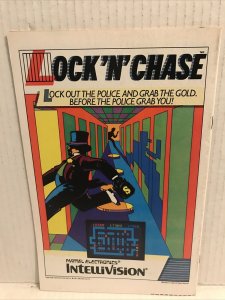 LOCK 'N' CHASE
LOCK OUT THE POLICE AND GRAB THE GOLD.
BEFORE THE POLICE GRAB YOU!
$
MATTEL ELECTRONICS®
INTELLIVISION